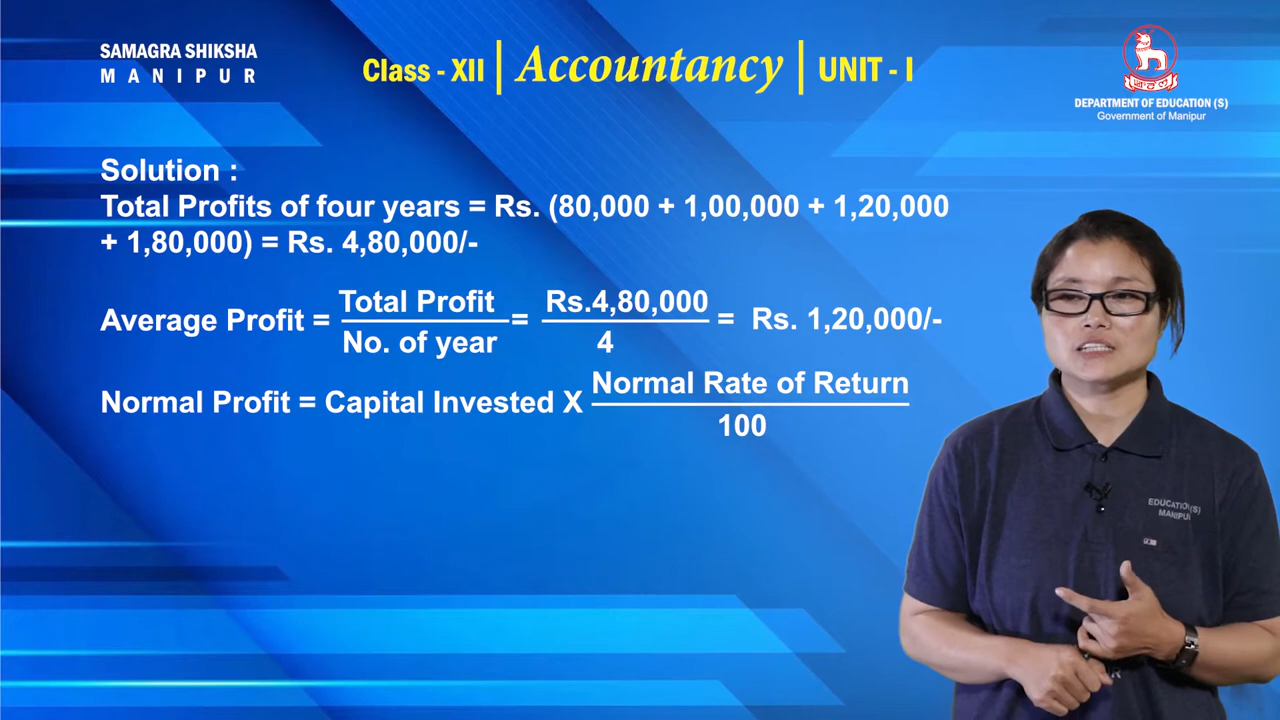 SAMAGRA SHIKSHA
MANIPUR
Class - XII | Accountancy | UNIT - I
DEPARTMENT OF EDUCATION (S)
Government of Manipur
Solution :
Total Profits of four years = Rs. (80,000 + 1,00,000 + 1,20,000
+ 1,80,000) = Rs. 4,80,000/-
Average Profit = Total Profit / No. of year = Rs.4,80,000 / 4 = Rs. 1,20,000/-
Normal Profit = Capital Invested X Normal Rate of Return / 100
EDUCATION (S)
MANIPUR